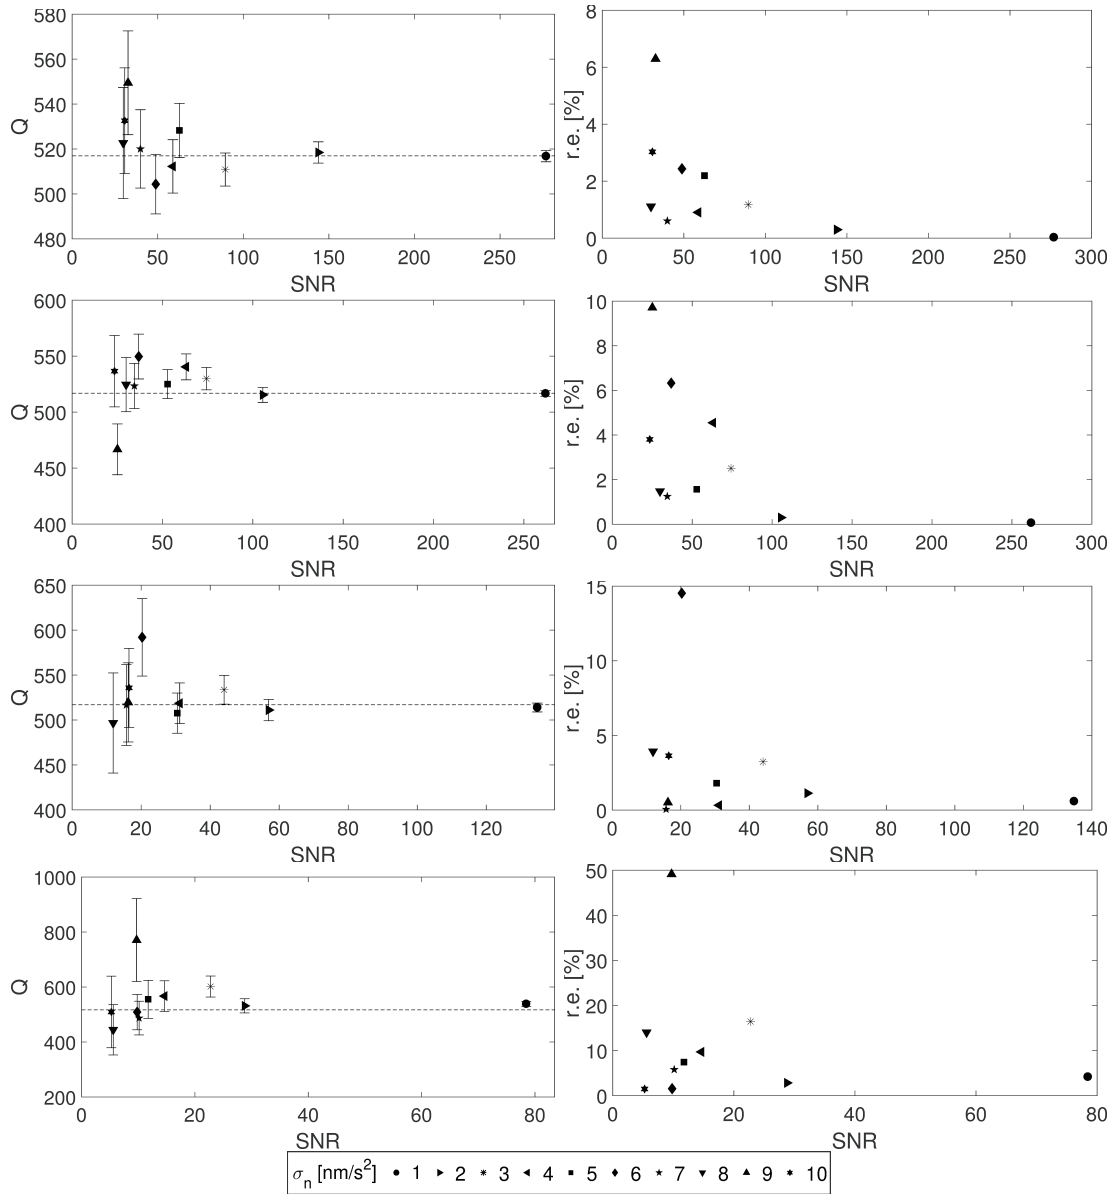 580
560
540
520
500
480
Q
0 50 100 150 200 250
SNR
8
6
4
2
0
r.e. [%]
0 50 100 150 200 250 300
SNR
600
550
500
450
400
Q
0 50 100 150 200 250
SNR
10
8
6
4
2
0
r.e. [%]
0 50 100 150 200 250 300
SNR
650
600
550
500
450
400
Q
0 20 40 60 80 100 120
SNR
15
10
5
0
r.e. [%]
0 20 40 60 80 100 120 140
SNR
1000
800
600
400
200
Q
0 20 40 60 80
SNR
50
40
30
20
10
0
r.e. [%]
0 20 40 60 80
SNR
σn [nm/s²] 1 2 3 4 5 6 7 8 9 10